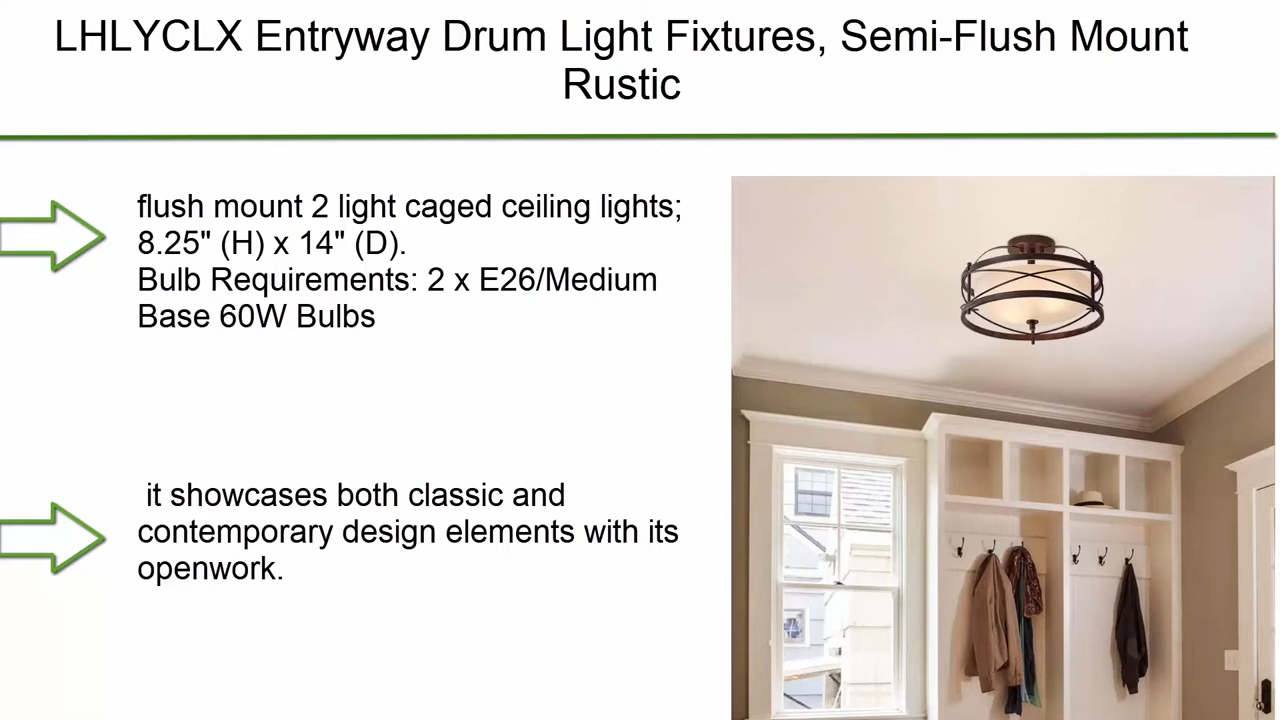 LHLYCLX Entryway Drum Light Fixtures, Semi-Flush Mount
Rustic
flush mount 2 light caged ceiling lights;
8.25" (H) x 14" (D).
Bulb Requirements: 2 x E26/Medium
Base 60W Bulbs
it showcases both classic and
contemporary design elements with its
openwork.